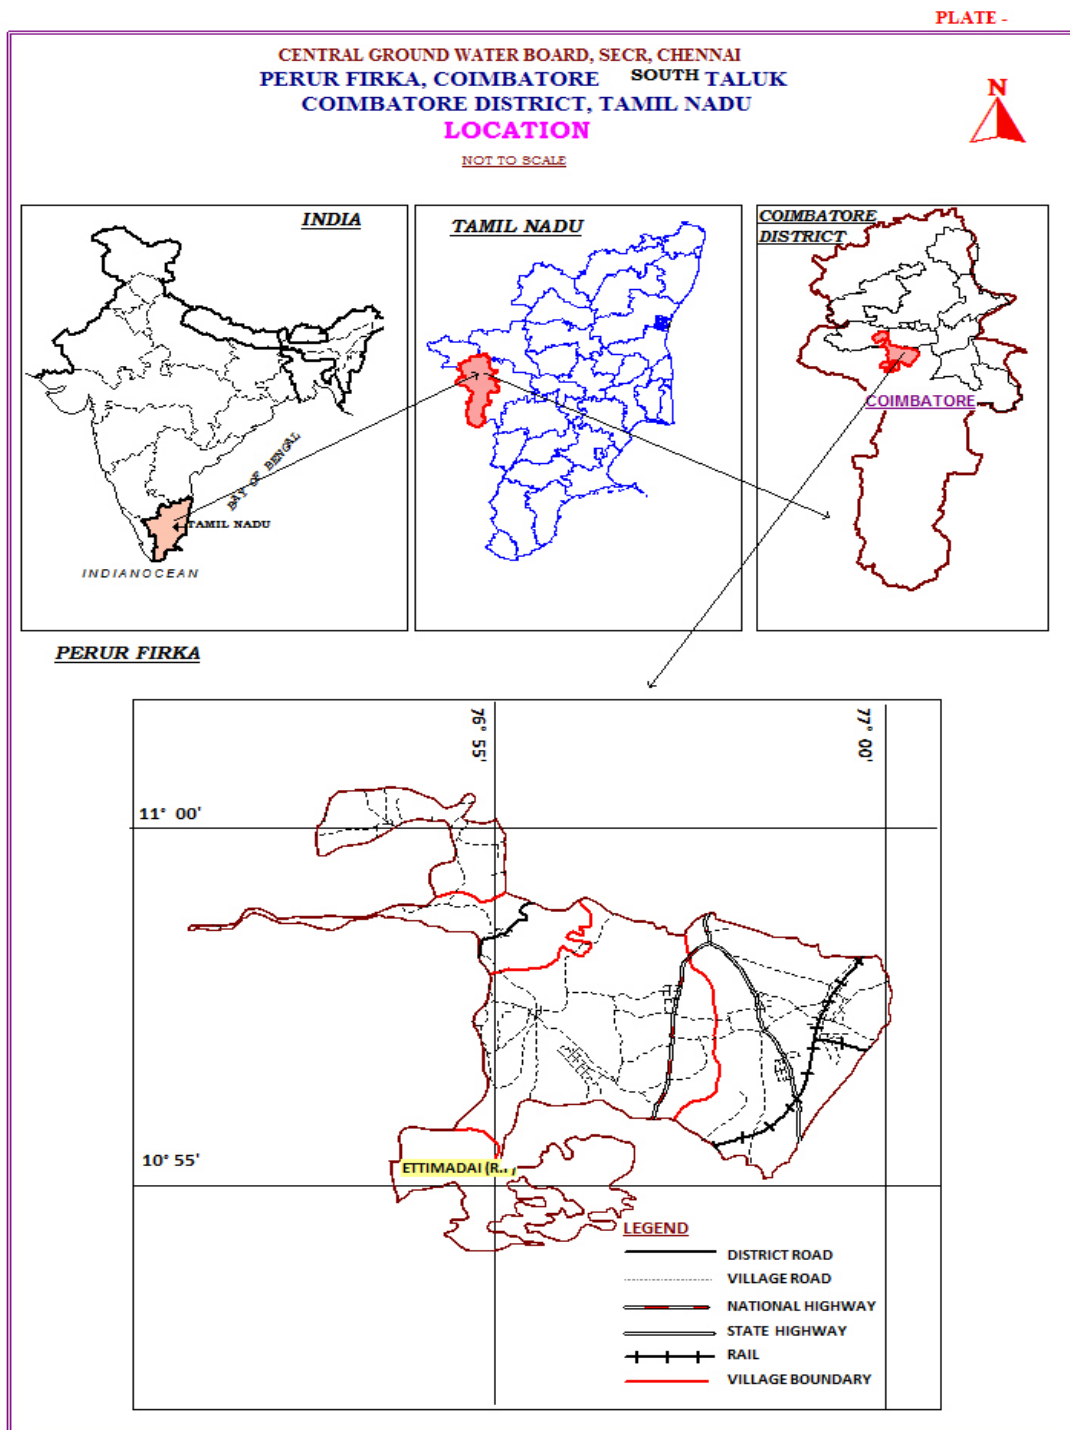 PLATE -
CENTRAL GROUND WATER BOARD, SECR, CHENNAI
PERUR FIRKA, COIMBATORE SOUTH TALUK
COIMBATORE DISTRICT, TAMIL NADU
LOCATION
NOT TO SCALE
N
INDIA
BAY OF BENGAL
TAMIL NADU
INDIANOCEAN
TAMIL NADU
COIMBATORE
DISTRICT
COIMBATORE
PERUR FIRKA
76° 55'
77° 00'
11° 00'
10° 55'
ETTIMADAI
LEGEND
DISTRICT ROAD
VILLAGE ROAD
NATIONAL HIGHWAY
STATE HIGHWAY
RAIL
VILLAGE BOUNDARY